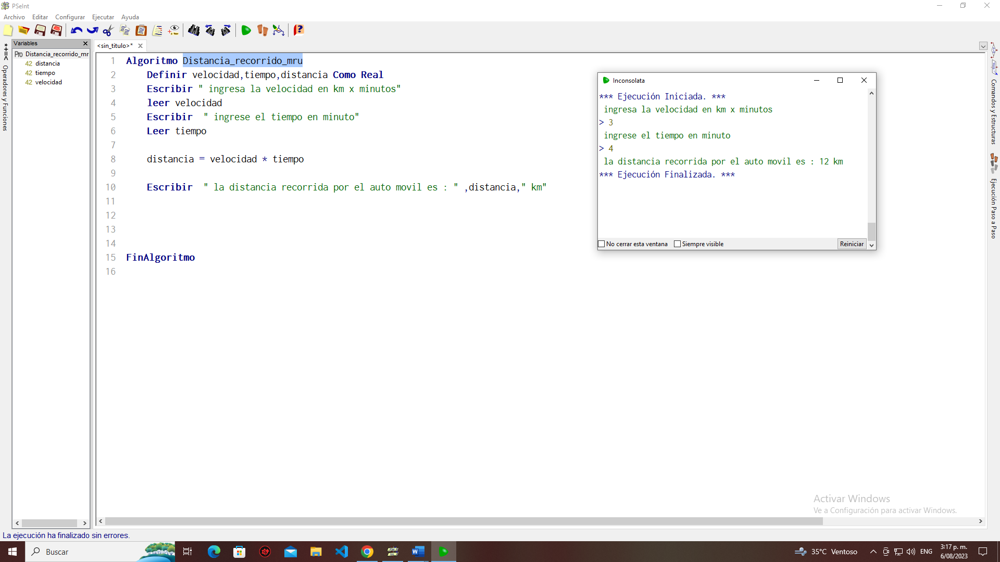 PSeInt
Archivo Editar Configurar Ejecutar Ayuda
Variables
<sin_titulo>*
Pro Distancia_recorrido_mr
42 distancia
42 tiempo
42 velocidad
*+=<
Operadores y Funciones
1 Algoritmo Distancia_recorrido_mru
2 Definir velocidad,tiempo,distancia Como Real
3 Escribir " ingresa la velocidad en km x minutos"
4 leer velocidad
5 Escribir " ingrese el tiempo en minuto"
6 Leer tiempo
7
8 distancia = velocidad * tiempo
9
10 Escribir " la distancia recorrida por el auto movil es : " ,distancia," km"
11
12
13
14
15 FinAlgoritmo
16
Inconsolata
*** Ejecución Iniciada. ***
ingresa la velocidad en km x minutos
> 3
ingrese el tiempo en minuto
> 4
la distancia recorrida por el auto movil es : 12 km
*** Ejecución Finalizada. ***
No cerrar esta ventana Siempre visible Reiniciar
Comandos y Estructuras
Ejecución Paso a Paso
Activar Windows
Ve a Configuración para activar Windows.
La ejecución ha finalizado sin errores.
Buscar
35°C Ventoso
ENG
3:17 p. m.
6/08/2023